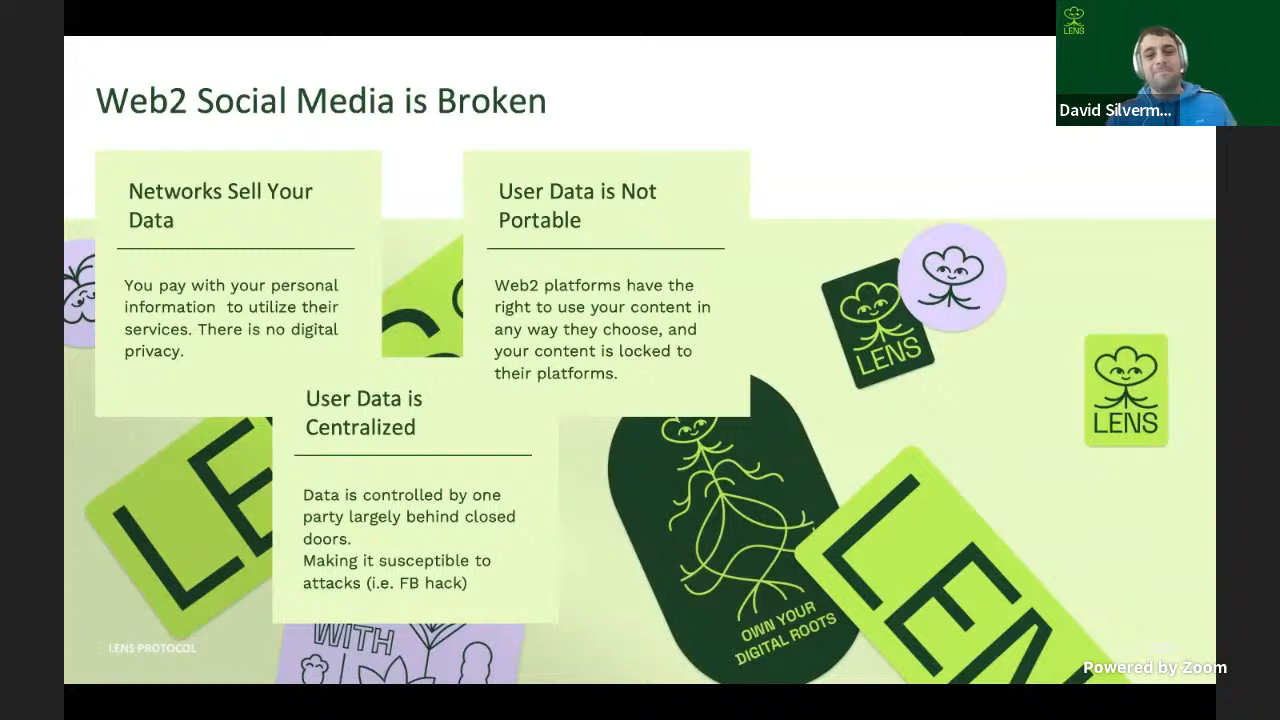 Web2 Social Media is Broken
LENS
David Silverm...
Networks Sell Your
Data
You pay with your personal
information to utilize their
services. There is no digital
privacy.
User Data is Not
Portable
Web2 platforms have the
right to use your content in
any way they choose, and
your content is locked to
their platforms.
User Data is
Centralized
Data is controlled by one
party largely behind closed
doors.
Making it susceptible to
attacks (i.e. FB hack)
LENS
LENS
LE
WITH
OWN YOUR
DIGITAL ROOTS
LEN
LENS PROTOCOL
Powered by Zoom